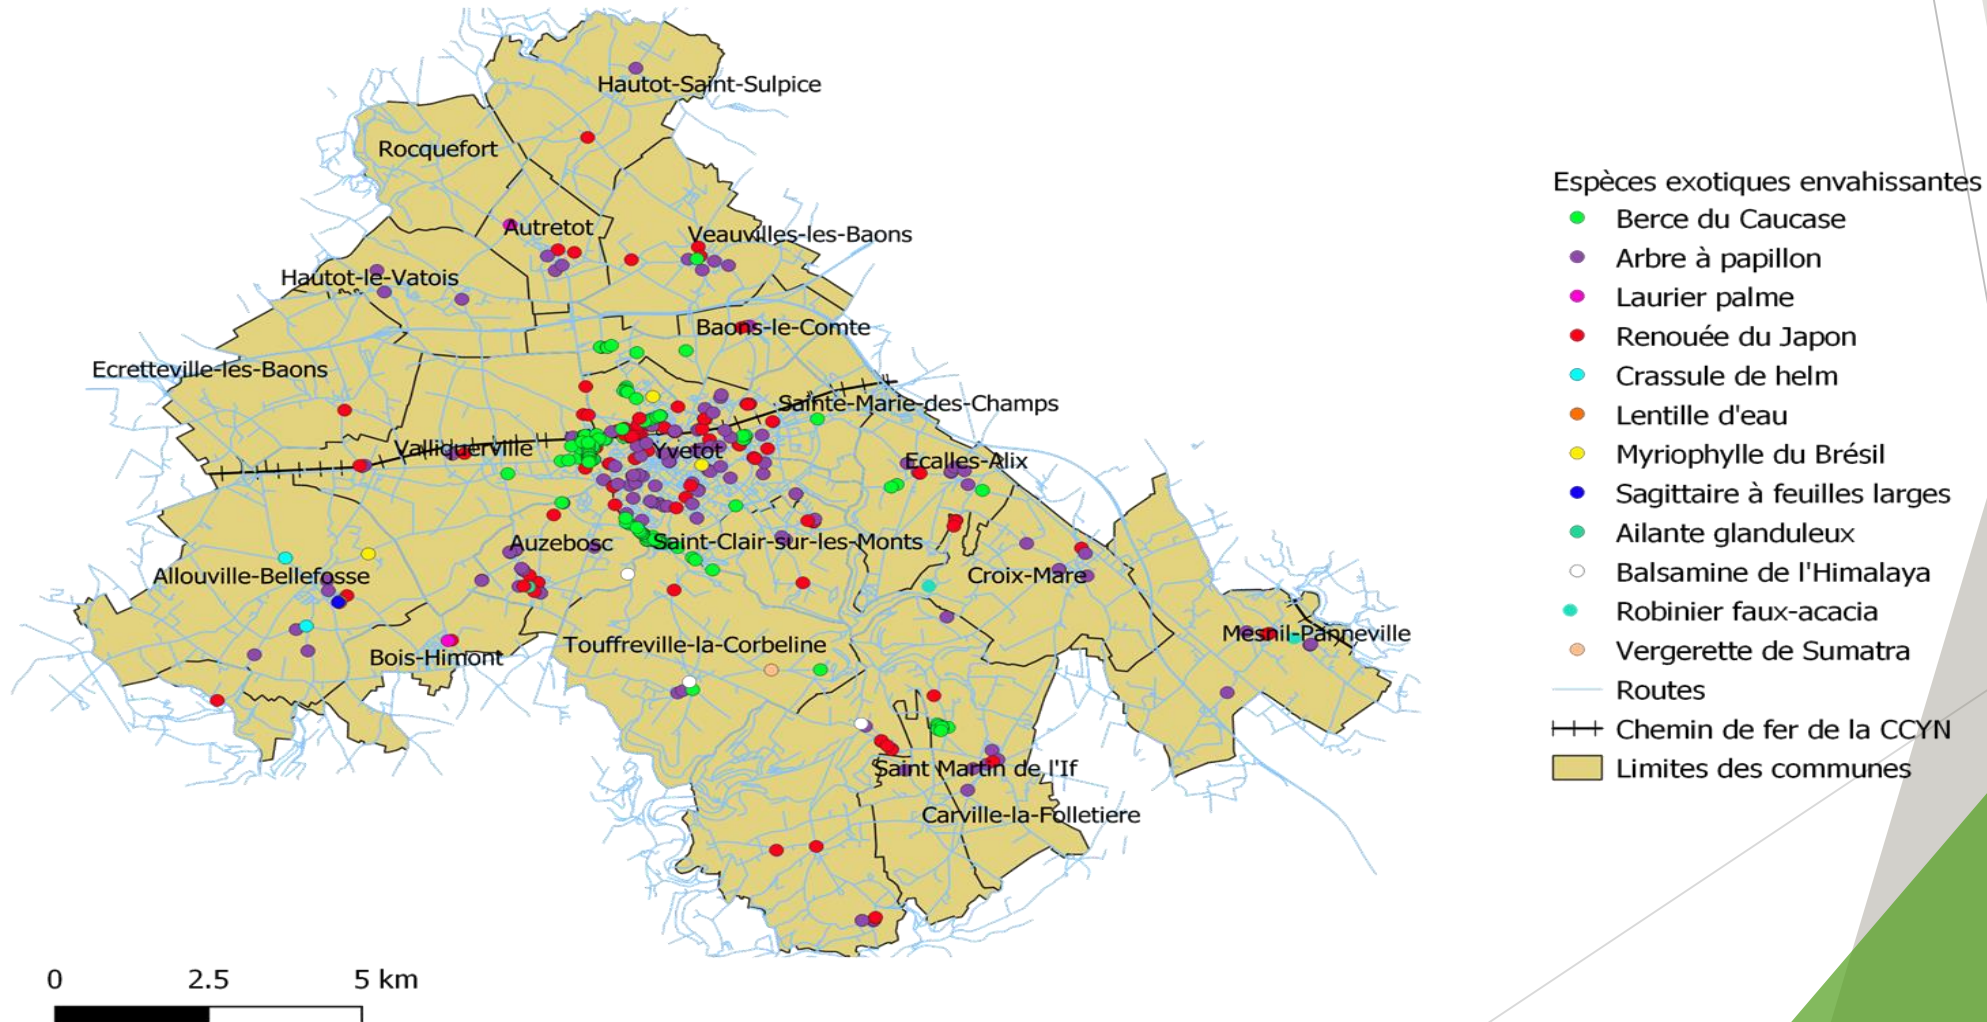 Hautot-Saint-Sulpice
Rocquefort
Autretot
Veauvilles-les-Baons
Hautot-le-Vatois
Baons-le-Comte
Ecretteville-les-Baons
Sainte-Marie-des-Champs
Valliquerville
Yvetot
Ecalles-Alix
Auzebosc
Saint-Clair-sur-les-Monts
Allouville-Bellefosse
Croix-Mare
Mesnil-Panneville
Touffreville-la-Corbeline
Bois-Himont
Saint Martin de l'If
Carville-la-Folletiere
0 2.5 5 km
Espèces exotiques envahissantes
Berce du Caucase
Arbre à papillon
Laurier palme
Renouée du Japon
Crassule de helm
Lentille d'eau
Myriophylle du Brésil
Sagittaire à feuilles larges
Ailante glanduleux
Balsamine de l'Himalaya
Robinier faux-acacia
Vergerette de Sumatra
Routes
Chemin de fer de la CCYN
Limites des communes